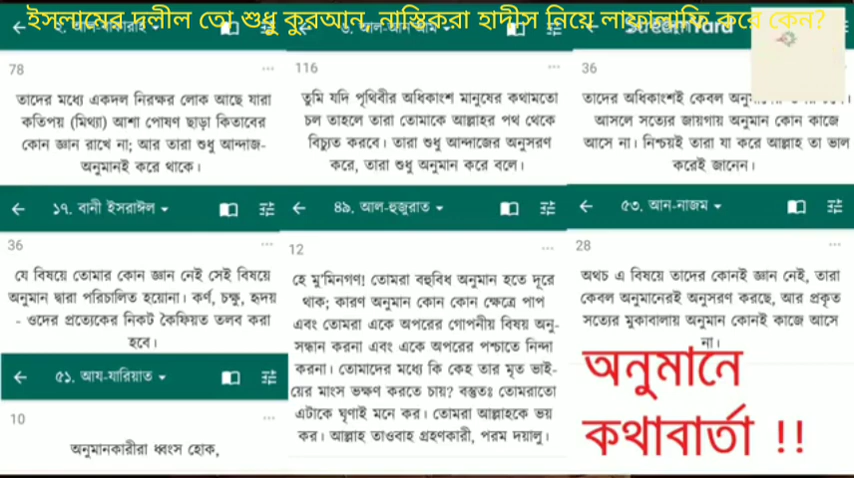 ইসলামের দলীল তো শুধু কুরআন, নাস্তিকরা হাদীস নিয়ে লাফালাফি করে কেন?
StreamYard
78
তাদের মধ্যে একদল নিরক্ষর লোক আছে যারা
কতিপয় (মিথ্যা) আশা পোষণ ছাড়া কিতাবের
কোন জ্ঞান রাখে না; আর তারা শুধু আন্দাজ-
অনুমানই করে থাকে।
116
তুমি যদি পৃথিবীর অধিকাংশ মানুষের কথামতো
চল তাহলে তারা তোমাকে আল্লাহর পথ থেকে
বিচ্যুত করবে। তারা শুধু আন্দাজের অনুসরণ
করে, তারা শুধু অনুমান করে বলে।
36
তাদের অধিকাংশই কেবল
আসলে সত্যের জায়গায় অনুমান কোন কাজে
আসে না। নিশ্চয়ই তারা যা করে আল্লাহ তা ভাল
করেই জানেন।
১৭. বানী ইসরাঈল
36
যে বিষয়ে তোমার কোন জ্ঞান নেই সেই বিষয়ে
অনুমান দ্বারা পরিচালিত হয়োনা। কর্ণ, চক্ষু, হৃদয়
- ওদের প্রত্যেকের নিকট কৈফিয়ত তলব করা
হবে।
৫১. আয-যারিয়াত
10
অনুমানকারীরা ধ্বংস হোক,
৪৯. আল-হুজুরাত
12
হে মু'মিনগণ! তোমরা বহুবিধ অনুমান হতে দূরে
থাক; কারণ অনুমান কোন কোন ক্ষেত্রে পাপ
এবং তোমরা একে অপরের গোপনীয় বিষয় অনু-
সন্ধান করনা এবং একে অপরের পশ্চাতে নিন্দা
করনা। তোমাদের মধ্যে কি কেহ তার মৃত ভাই-
য়ের মাংস ভক্ষণ করতে চায়? বস্তুতঃ তোমরাতো
এটাকে ঘৃণাই মনে কর। তোমরা আল্লাহকে ভয়
কর। আল্লাহ তাওবাহ গ্রহণকারী, পরম দয়ালু।
৫৩. আন-নাজম
28
অথচ এ বিষয়ে তাদের কোনই জ্ঞান নেই, তারা
কেবল অনুমানেরই অনুসরণ করছে, আর প্রকৃত
সত্যের মুকাবালায় অনুমান কোনই কাজে আসে
না।
অনুমানে
কথাবার্তা !!